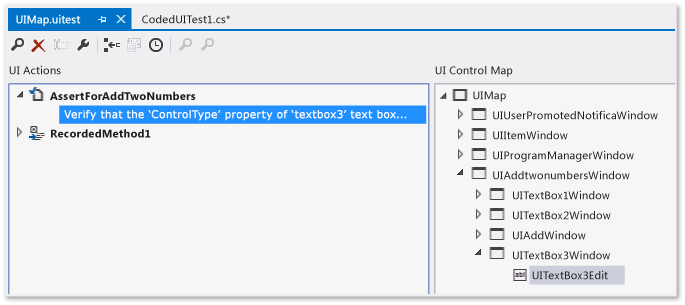 UIMap.uitest
CodedUITest1.cs*
UI Actions
AssertForAddTwoNumbers
Verify that the 'ControlType' property of 'textbox3' text box...
RecordedMethod1
UI Control Map
UIMap
UIUserPromotedNotificaWindow
UIItemWindow
UIProgramManagerWindow
UIAddtwonumbersWindow
UITextBox1Window
UITextBox2Window
UIAddWindow
UITextBox3Window
abl UITextBox3Edit